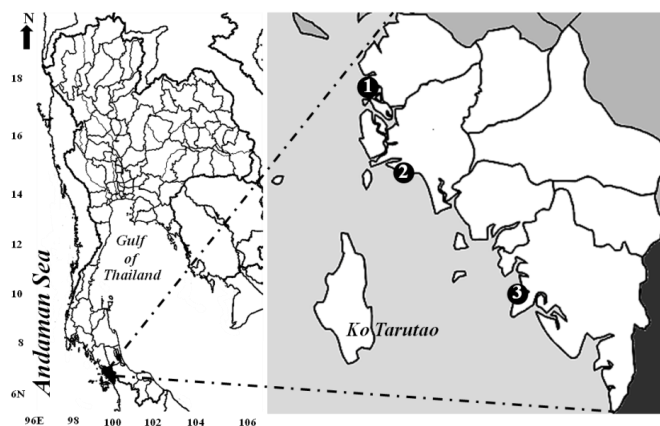 N
18
16
14
12
10
8
6N
96E 98 100 102 104 106
Andaman Sea
Gulf
of
Thailand
1
2
3
Ko Tarutao